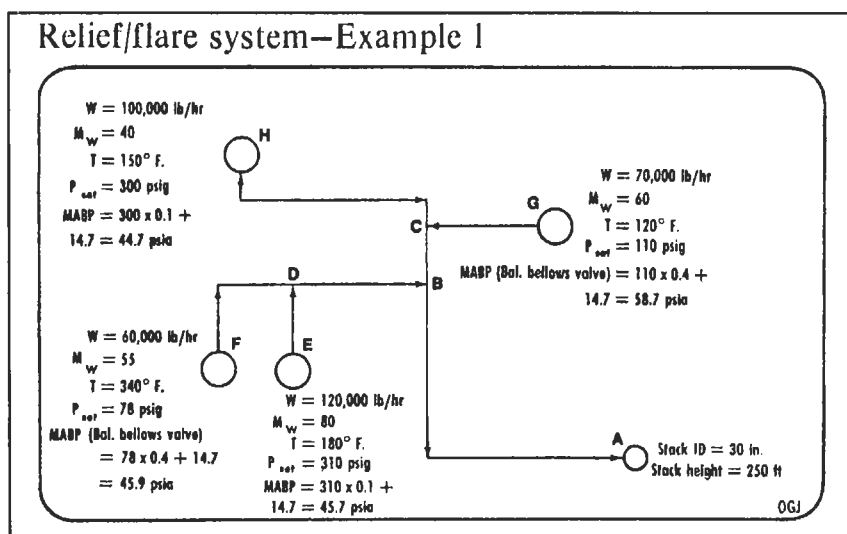 Relief/flare system—Example 1
W = 100,000 lb/hr
M_W = 40
T = 150° F.
P_set = 300 psig
MABP = 300 x 0.1 +
14.7 = 44.7 psia
H
W = 70,000 lb/hr
M_W = 60
T = 120° F.
P_set = 110 psig
MABP (Bal. bellows valve) = 110 x 0.4 +
14.7 = 58.7 psia
G
C
D
B
F
E
W = 60,000 lb/hr
M_W = 55
T = 340° F.
P_set = 78 psig
MABP (Bal. bellows valve)
= 78 x 0.4 + 14.7
= 45.9 psia
W = 120,000 lb/hr
M_W = 80
T = 180° F.
P_set = 310 psig
MABP = 310 x 0.1 +
14.7 = 45.7 psia
A
Stack ID = 30 in.
Stack height = 250 ft
OGJ